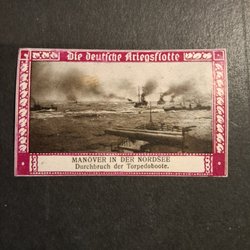 Die deutsche Kriegsflotte
MANÖVER IN DER NORDSEE
Durchbruch der Torpedoboote.